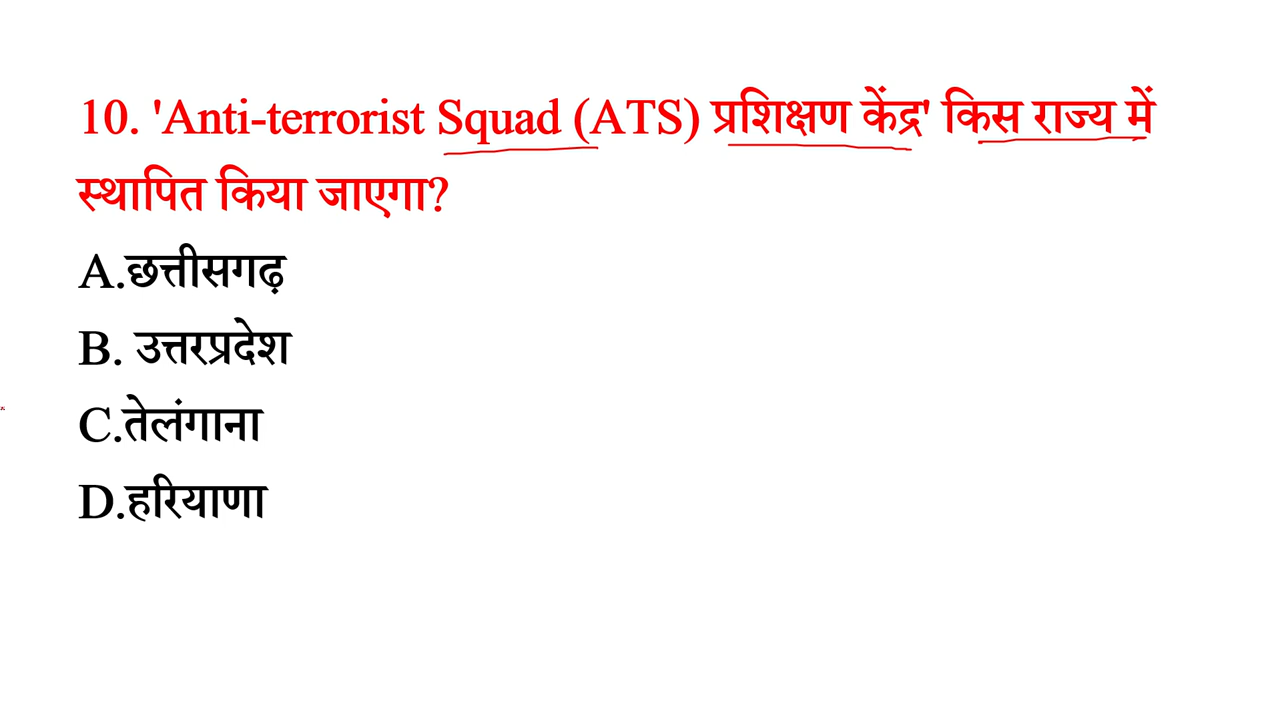 10. 'Anti-terrorist Squad (ATS) प्रशिक्षण केंद्र' किस राज्य में
स्थापित किया जाएगा?
A.छत्तीसगढ़
B. उत्तरप्रदेश
C.तेलंगाना
D.हरियाणा